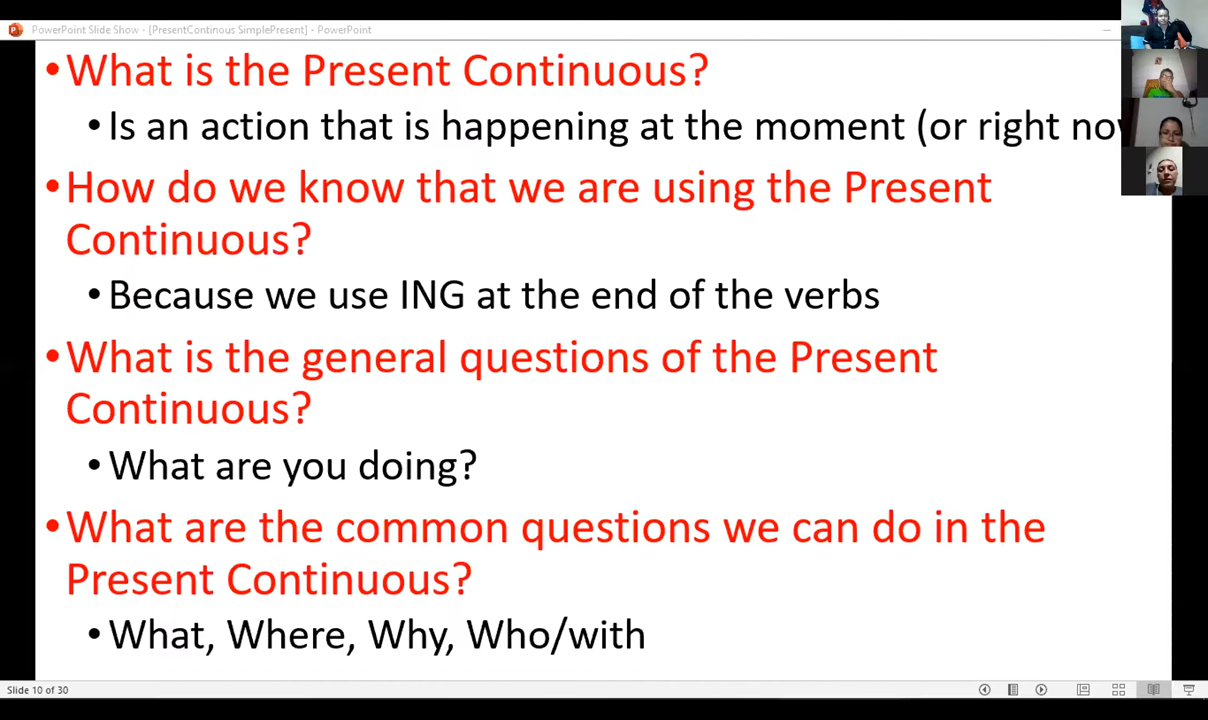 PowerPoint Slide Show - [PresentContinous SimplePresent] - PowerPoint
•What is the Present Continuous?
•Is an action that is happening at the moment (or right
•How do we know that we are using the Present
Continuous?
•Because we use ING at the end of the verbs
•What is the general questions of the Present
Continuous?
•What are you doing?
•What are the common questions we can do in the
Present Continuous?
•What, Where, Why, Who/with
Slide 10 of 30